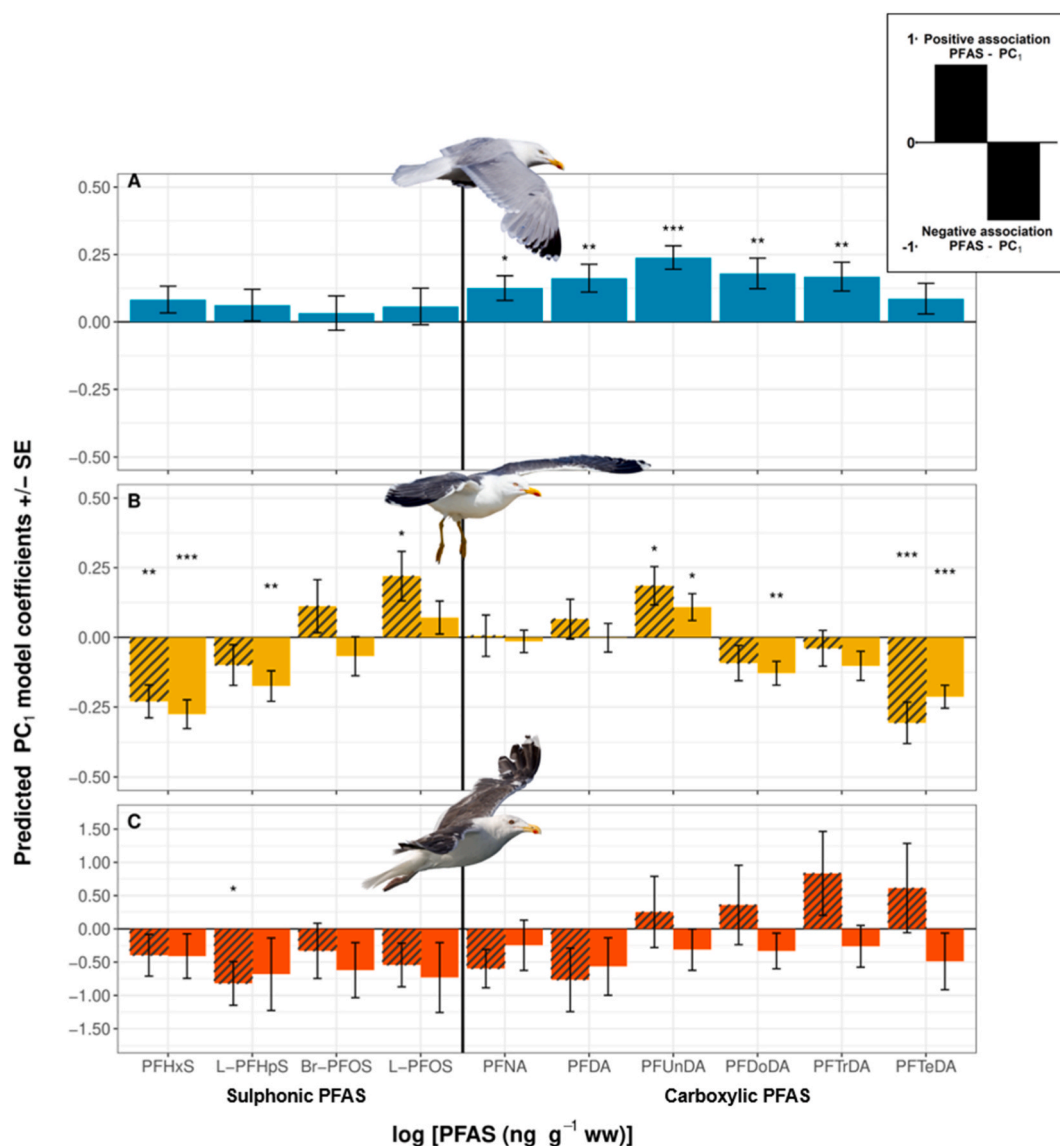 1
Positive association
PFAS - PC₁
0
-1
Negative association
PFAS - PC₁
A
0.50
*** 
** ** **
*
0.25
0.00
−0.25
−0.50
B
0.50
* * *** 
** *** ** * ** ***
0.25
0.00
−0.25
−0.50
C
1.50
1.00
*
0.50
0.00
−0.50
−1.00
−1.50
Predicted PC₁ model coefficients +/− SE
PFHxS L−PFHpS Br−PFOS L−PFOS PFNA PFDA PFUnDA PFDoDA PFTrDA PFTeDA
Sulphonic PFAS Carboxylic PFAS
log [PFAS (ng g⁻¹ ww)]